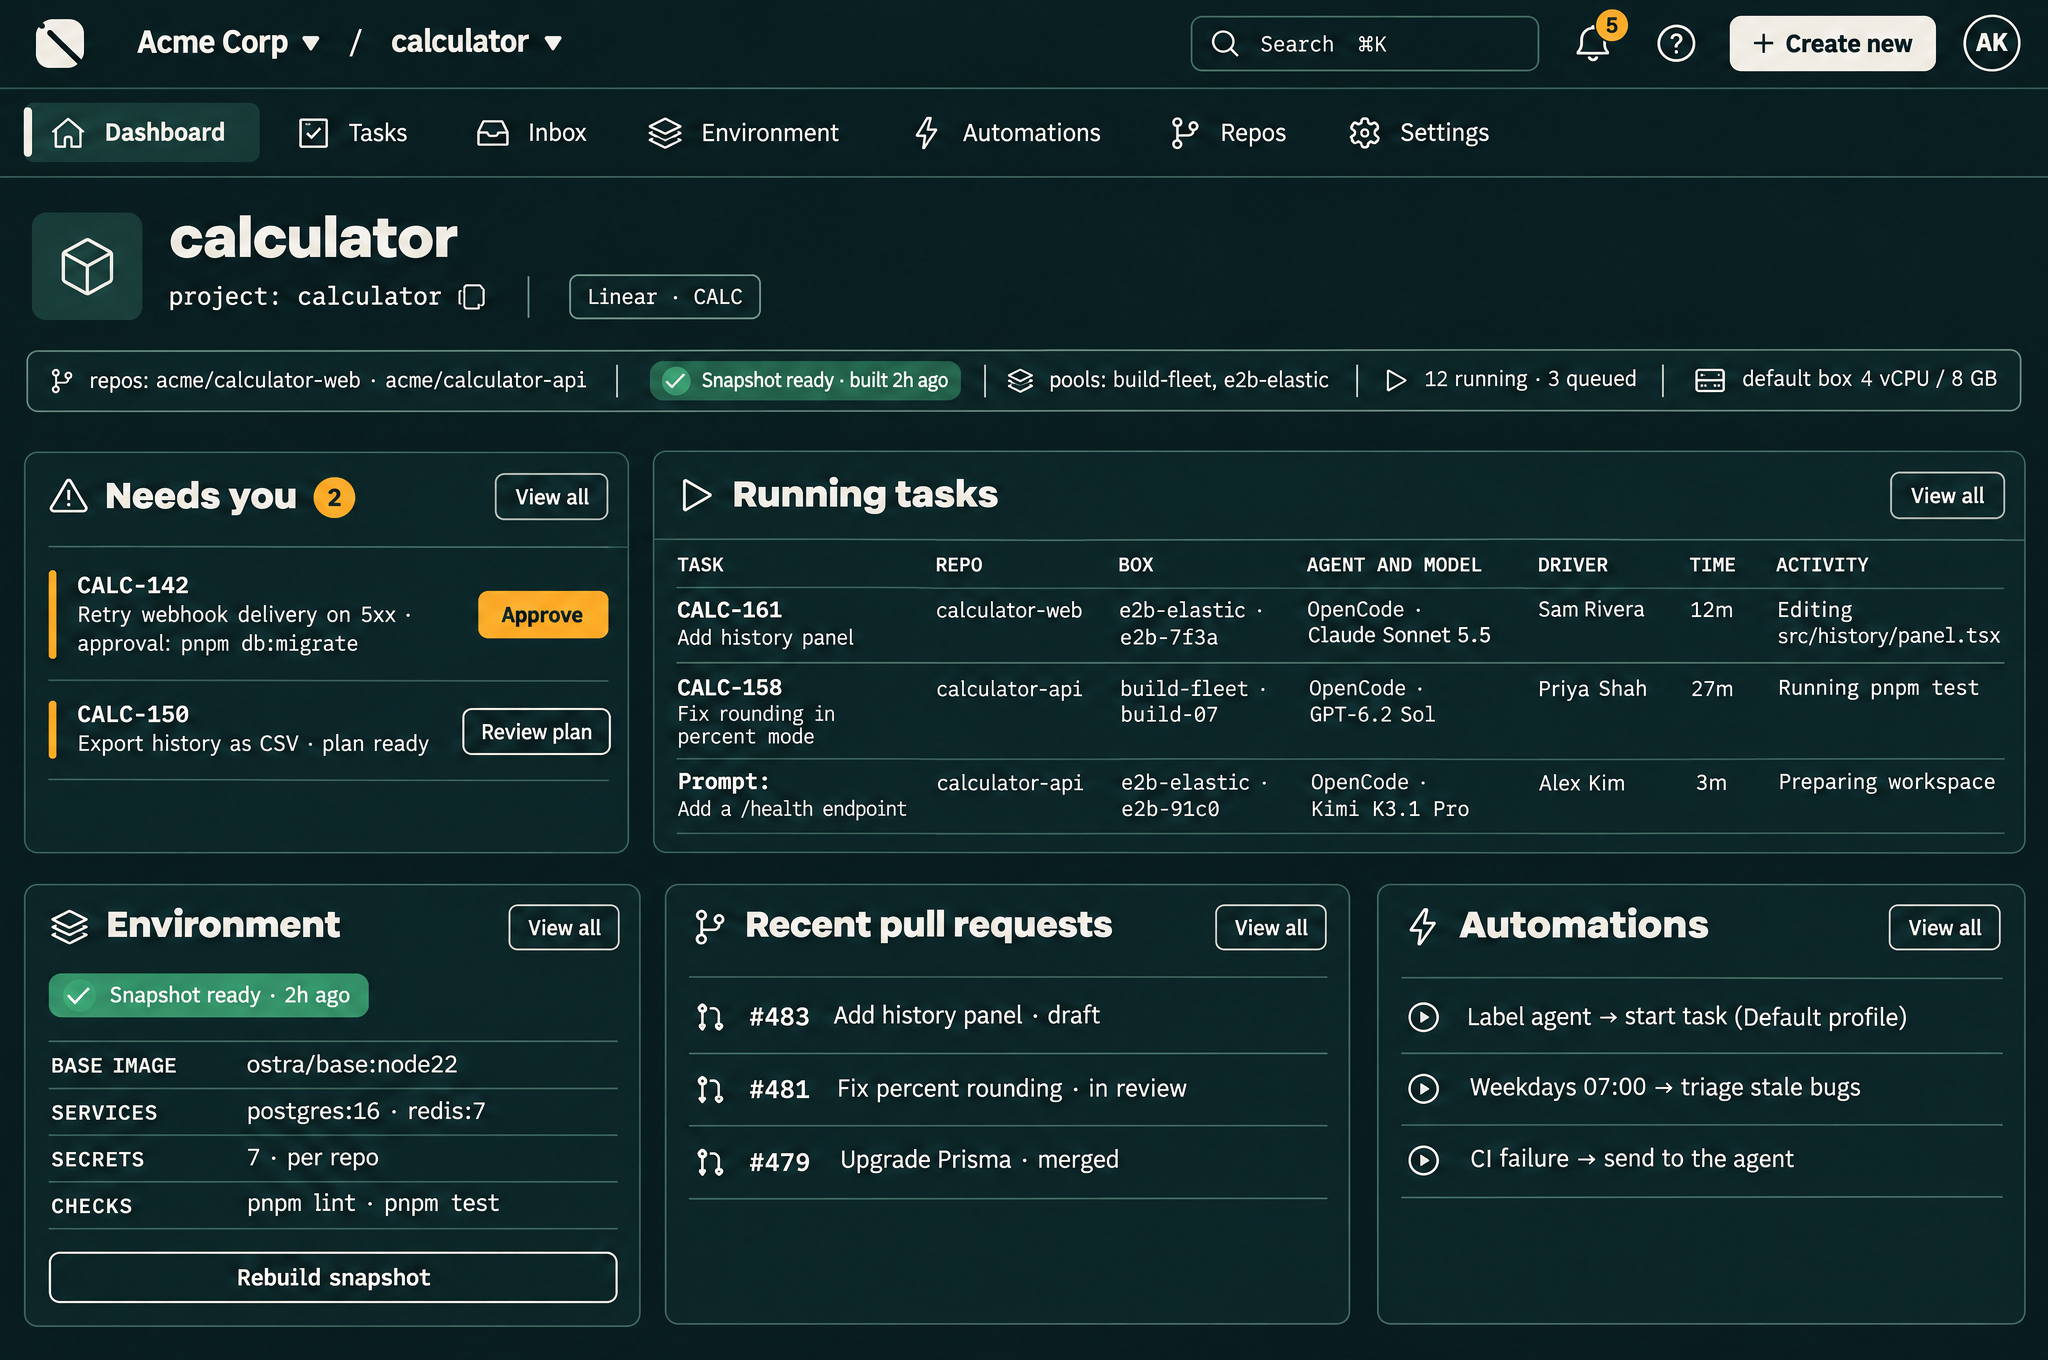 Acme Corp / calculator
Search ⌘K
5
?
+ Create new
AK
Dashboard
Tasks
Inbox
Environment
Automations
Repos
Settings
calculator
project: calculator
Linear · CALC
repos: acme/calculator-web · acme/calculator-api
Snapshot ready · built 2h ago
pools: build-fleet, e2b-elastic
12 running · 3 queued
default box 4 vCPU / 8 GB
Needs you 2
View all
CALC-142
Retry webhook delivery on 5xx ·
approval: pnpm db:migrate
Approve
CALC-150
Export history as CSV · plan ready
Review plan
Running tasks
View all
TASK REPO BOX AGENT AND MODEL DRIVER TIME ACTIVITY
CALC-161 calculator-web e2b-elastic · OpenCode · Sam Rivera 12m Editing
Add history panel e2b-7f3a Claude Sonnet 5.5 src/history/panel.tsx
CALC-158 calculator-api build-fleet · OpenCode · Priya Shah 27m Running pnpm test
Fix rounding in build-07 GPT-6.2 Sol
percent mode
Prompt: calculator-api e2b-elastic · OpenCode · Alex Kim 3m Preparing workspace
Add a /health endpoint e2b-91c0 Kimi K3.1 Pro
Environment
View all
Snapshot ready · 2h ago
BASE IMAGE ostra/base:node22
SERVICES postgres:16 · redis:7
SECRETS 7 · per repo
CHECKS pnpm lint · pnpm test
Rebuild snapshot
Recent pull requests
View all
#483 Add history panel · draft
#481 Fix percent rounding · in review
#479 Upgrade Prisma · merged
Automations
View all
Label agent → start task (Default profile)
Weekdays 07:00 → triage stale bugs
CI failure → send to the agent